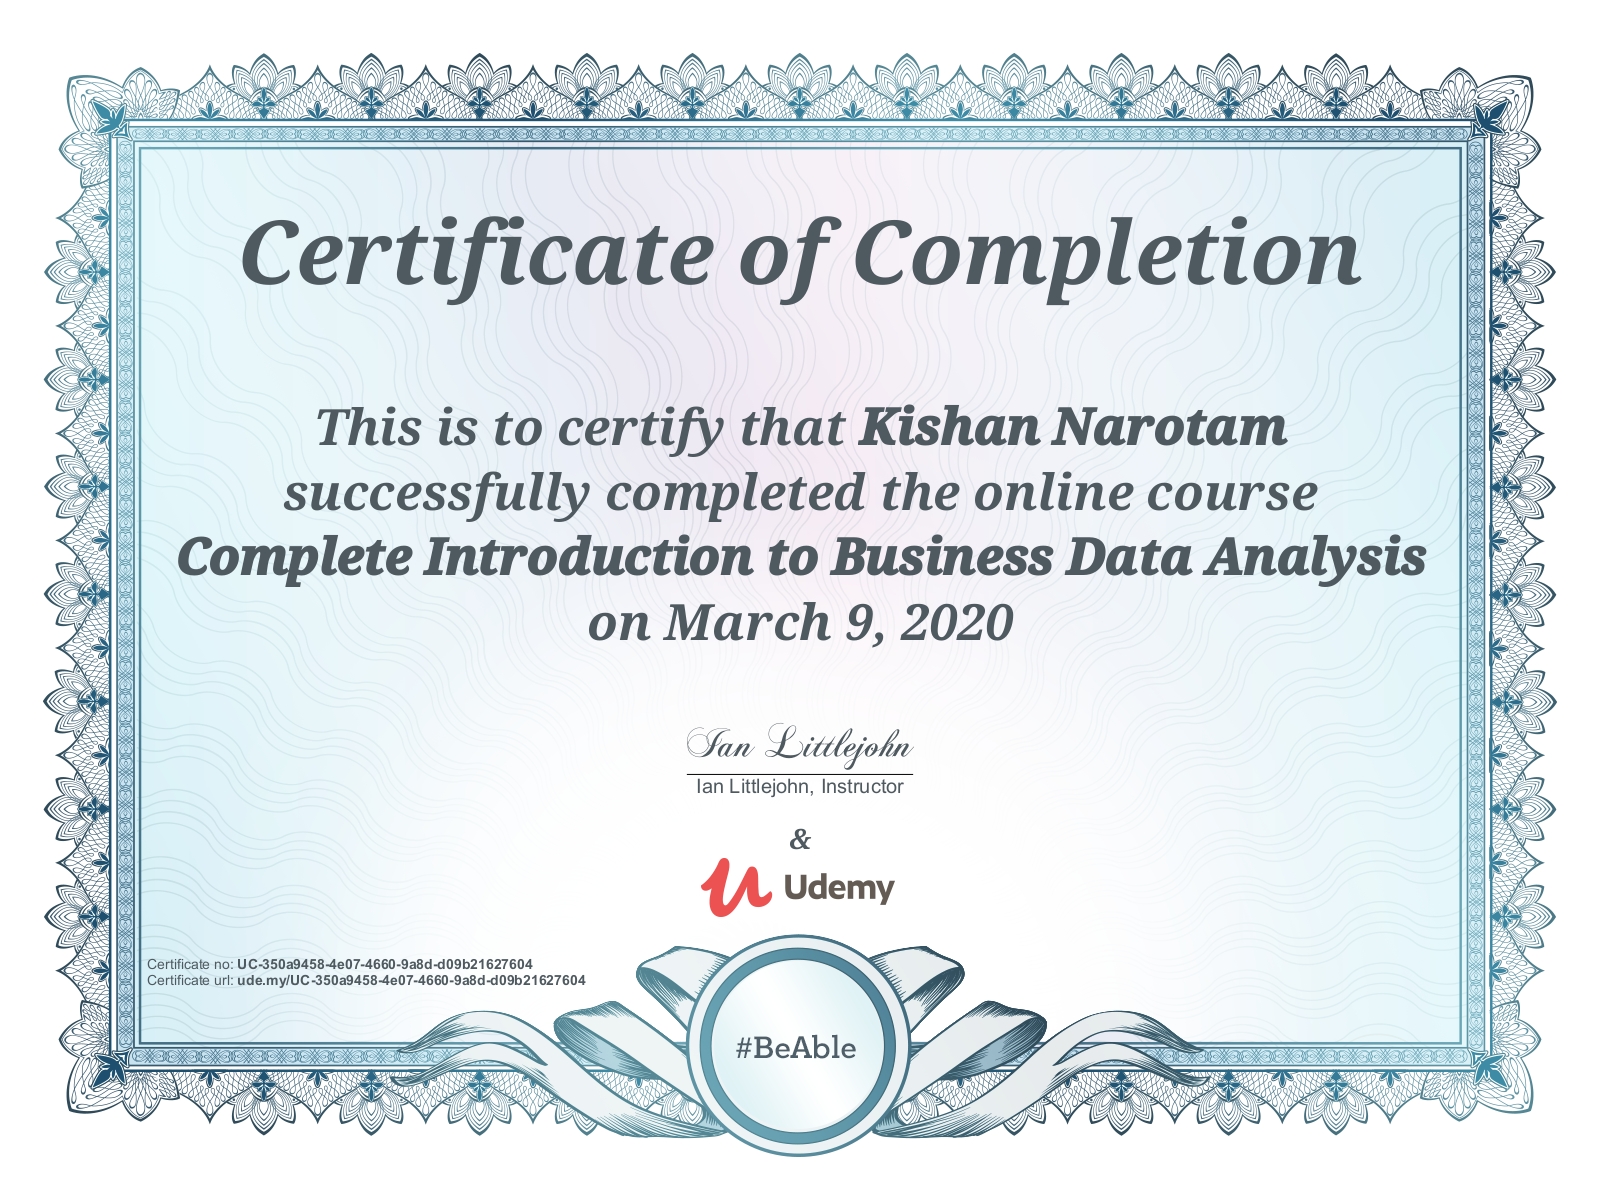 Certificate of Completion
This is to certify that Kishan Narotam
successfully completed the online course
Complete Introduction to Business Data Analysis
on March 9, 2020
Ian Littlejohn
Ian Littlejohn, Instructor
&
Udemy
Certificate no: UC-350a9458-4e07-4660-9a8d-d09b21627604
Certificate url: ude.my/UC-350a9458-4e07-4660-9a8d-d09b21627604
#BeAble